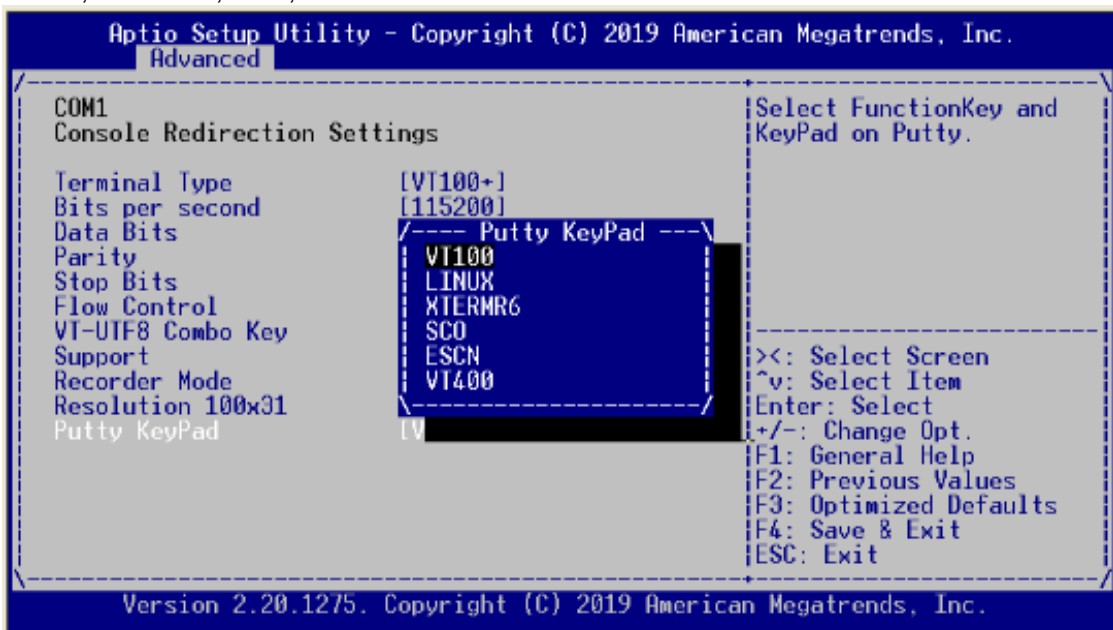 Aptio Setup Utility - Copyright (C) 2019 American Megatrends, Inc.
Advanced
COM1
Console Redirection Settings
Terminal Type [VT100+]
Bits per second [115200]
Data Bits
Parity
Stop Bits
Flow Control
VT-UTF8 Combo Key
Support
Recorder Mode
Resolution 100x31
Putty KeyPad [V
Putty KeyPad
VT100
LINUX
XTERMR6
SCO
ESCN
VT400
Select FunctionKey and
KeyPad on Putty.
><: Select Screen
^v: Select Item
Enter: Select
+/-: Change Opt.
F1: General Help
F2: Previous Values
F3: Optimized Defaults
F4: Save & Exit
ESC: Exit
Version 2.20.1275. Copyright (C) 2019 American Megatrends, Inc.